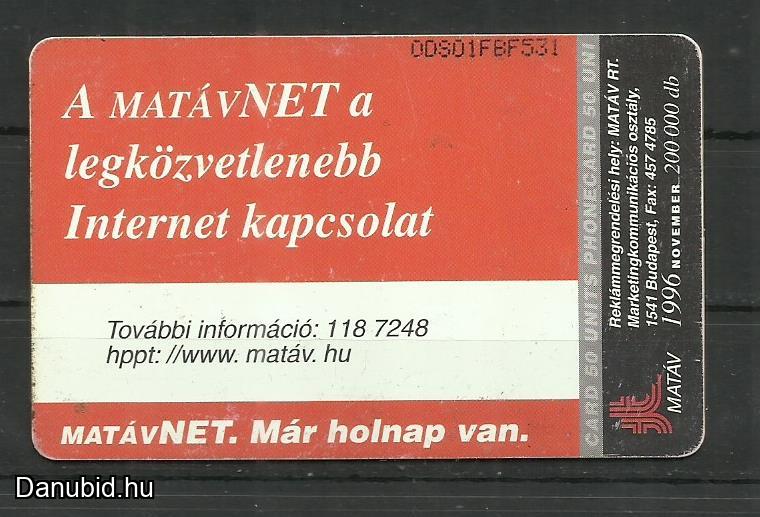 00S01FBF531
A MATÁVNET a
legközvetlenebb
Internet kapcsolat
További információ: 118 7248
hppt: //www. matáv. hu
MATÁVNET. Már holnap van.
CARD 50 UNITS PHONECARD 50 UNI
Reklámmegrendelési hely: MATÁV RT.
Marketingkommunikációs osztály,
1541 Budapest, Fax: 457 4785
1996 NOVEMBER 200 000 db
MATÁV
Danubid.hu